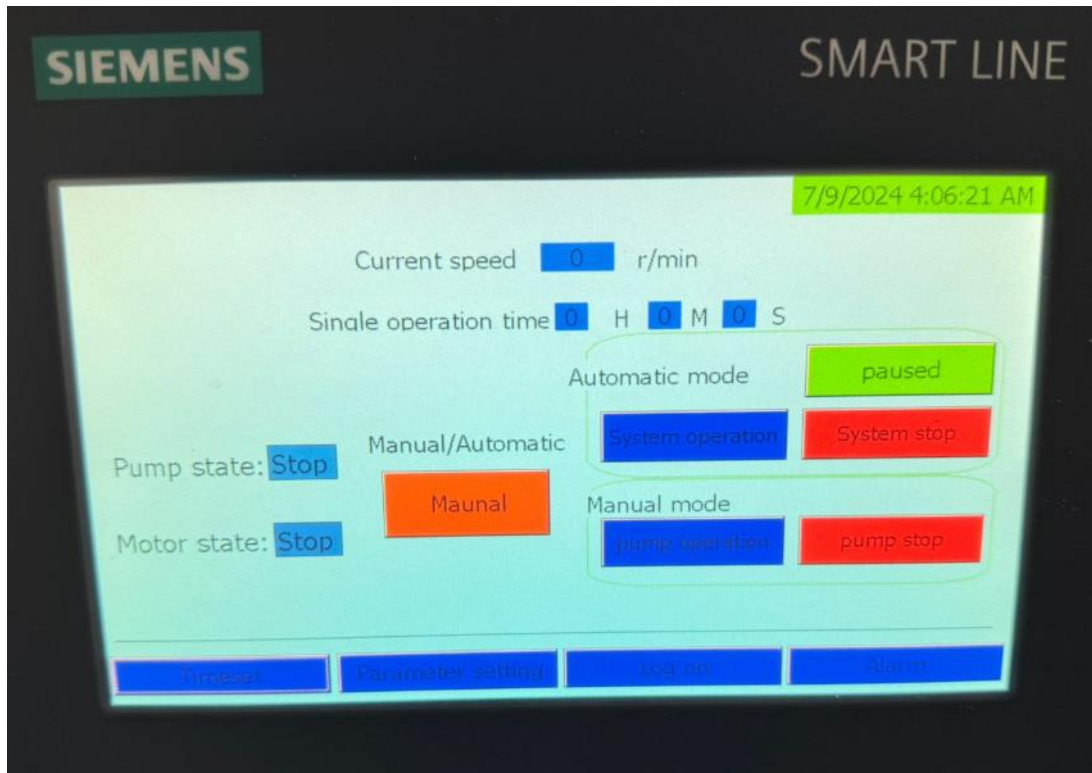 SIEMENS
SMART LINE
7/9/2024 4:06:21 AM
Current speed 0 r/min
Single operation time 0 H 0 M 0 S
Automatic mode
paused
System operation
System stop
Manual/Automatic
Maunal
Pump state: Stop
Motor state: Stop
Manual mode
pump operation
pump stop
Timeset
Parameter setting
Log on
Alarm